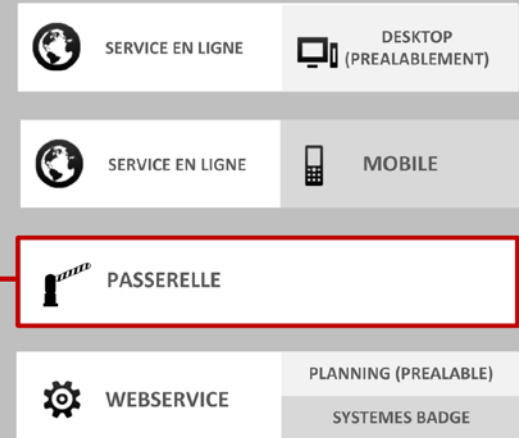 SERVICE EN LIGNE
DESKTOP
(PREALABLEMENT)
SERVICE EN LIGNE
MOBILE
PASSERELLE
WEBSERVICE
PLANNING (PREALABLE)
SYSTEMES BADGE